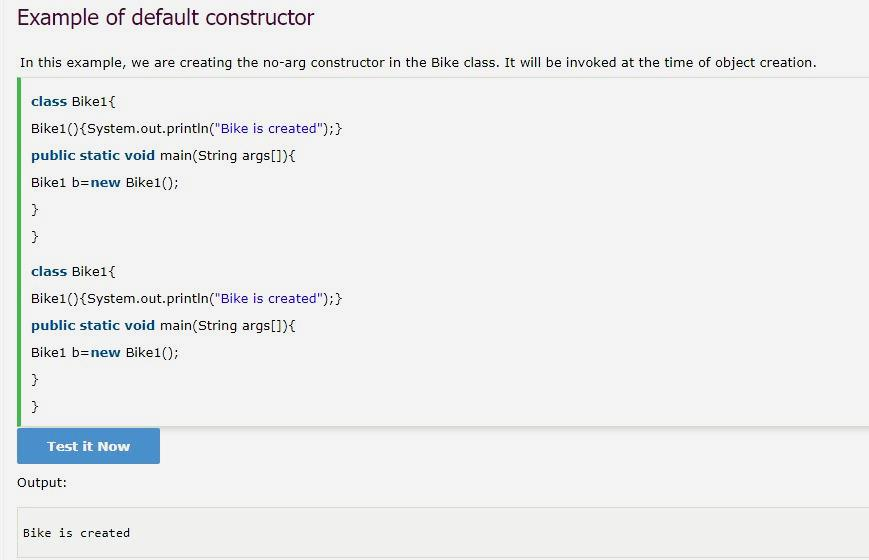 Example of default constructor
In this example, we are creating the no-arg constructor in the Bike class. It will be invoked at the time of object creation.
class Bike1{
Bike1(){System.out.println("Bike is created");}
public static void main(String args[]){
Bike1 b=new Bike1();
}
}
class Bike1{
Bike1(){System.out.println("Bike is created");}
public static void main(String args[]){
Bike1 b=new Bike1();
}
}
Test it Now
Output:
Bike is created